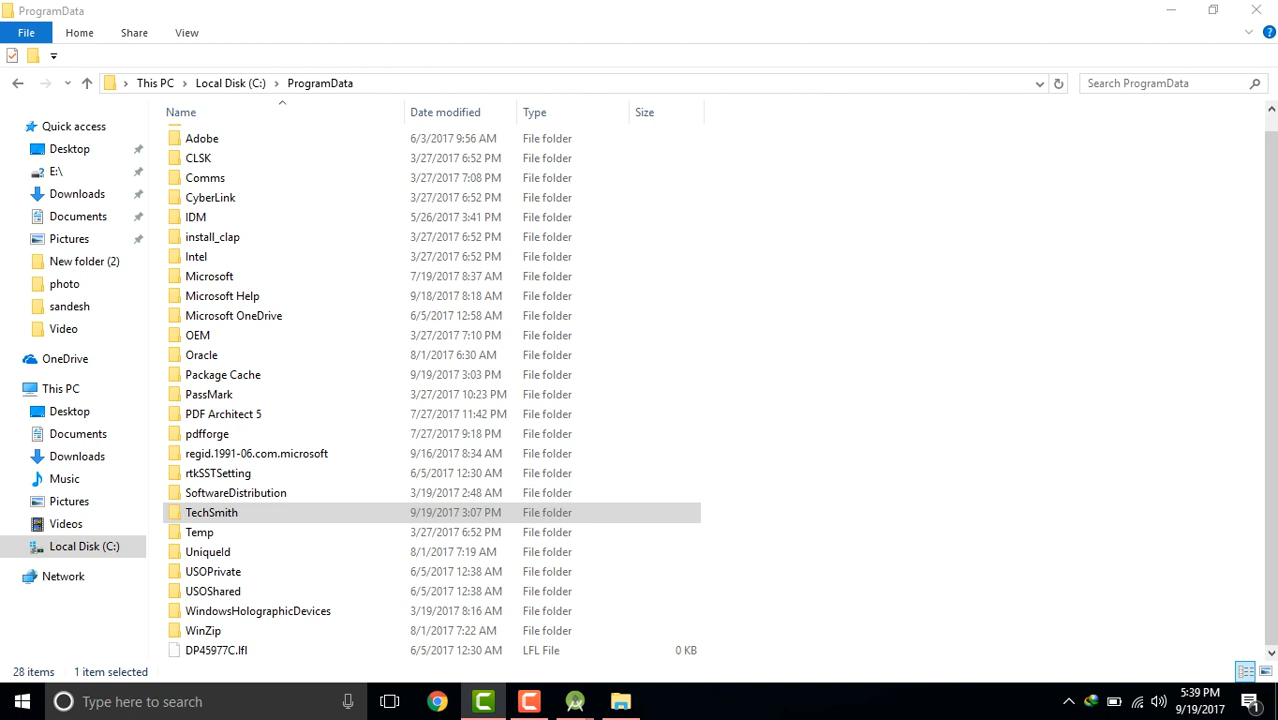 ProgramData
File Home Share View
This PC Local Disk (C:) ProgramData Search ProgramData
Name Date modified Type Size
Quick access
Desktop
E:\
Downloads
Documents
Pictures
New folder (2)
photo
sandesh
Video
OneDrive
This PC
Desktop
Documents
Downloads
Music
Pictures
Videos
Local Disk (C:)
Network
Adobe 6/3/2017 9:56 AM File folder
CLSK 3/27/2017 6:52 PM File folder
Comms 3/27/2017 7:08 PM File folder
CyberLink 3/27/2017 6:52 PM File folder
IDM 5/26/2017 3:41 PM File folder
install_clap 3/27/2017 6:52 PM File folder
Intel 3/27/2017 6:52 PM File folder
Microsoft 7/19/2017 8:37 AM File folder
Microsoft Help 9/18/2017 8:18 AM File folder
Microsoft OneDrive 6/5/2017 12:58 AM File folder
OEM 3/27/2017 7:10 PM File folder
Oracle 8/1/2017 6:30 AM File folder
Package Cache 9/19/2017 3:03 PM File folder
PassMark 3/27/2017 10:23 PM File folder
PDF Architect 5 7/27/2017 11:42 PM File folder
pdfforge 7/27/2017 9:18 PM File folder
regid.1991-06.com.microsoft 9/16/2017 8:34 AM File folder
rtkSSTSetting 6/5/2017 12:30 AM File folder
SoftwareDistribution 3/19/2017 2:48 AM File folder
TechSmith 9/19/2017 3:07 PM File folder
Temp 3/27/2017 6:52 PM File folder
UniqueId 8/1/2017 7:19 AM File folder
USOPrivate 6/5/2017 12:38 AM File folder
USOShared 6/5/2017 12:38 AM File folder
WindowsHolographicDevices 3/19/2017 8:16 AM File folder
WinZip 8/1/2017 7:22 AM File folder
DP45977C.lfl 6/5/2017 12:30 AM LFL File 0 KB
28 items 1 item selected
Type here to search
5:39 PM
9/19/2017
1